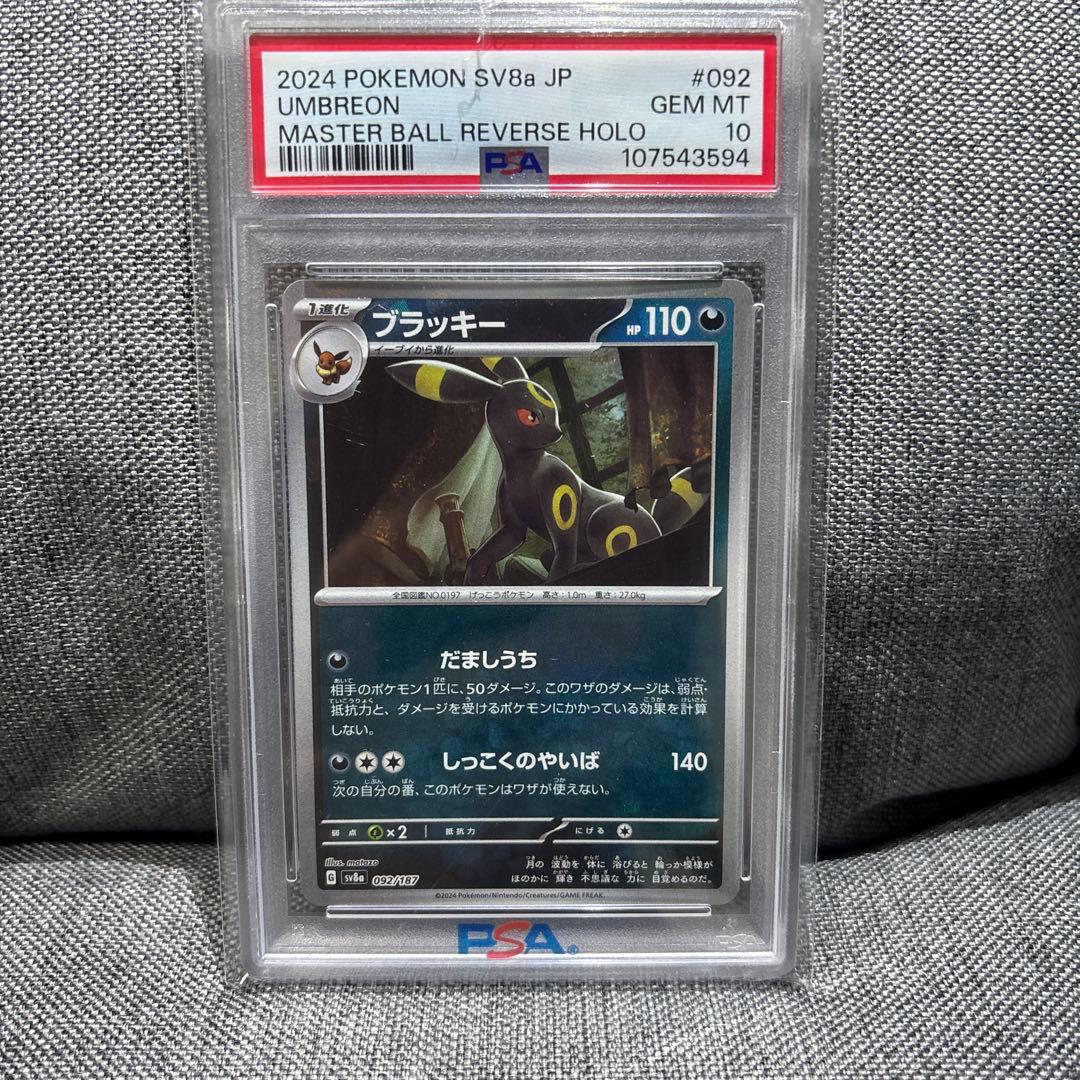 2024 POKEMON SV8a JP #092
UMBREON GEM MT
MASTER BALL REVERSE HOLO 10
PSA 107543594
1進化
ブラッキー HP 110
イーブイから進化
全国図鑑NO.0197 げっこうポケモン 高さ:1.0m 重さ:27.0kg
だましうち
相手のポケモン1匹に、50ダメージ。このワザのダメージは、弱点・
抵抗力と、ダメージを受けるポケモンにかかっている効果を計算
しない。
しっこくのやいば 140
次の自分の番、このポケモンはワザが使えない。
弱点 ×2 抵抗力 にげる
Illus. matazo
月の波動を体に浴びると輪っか模様が
G SV8a 092/187
ほのかに輝き不思議な力に目覚めるのだ。
©2024 Pokémon/Nintendo/Creatures/GAME FREAK.
PSA®